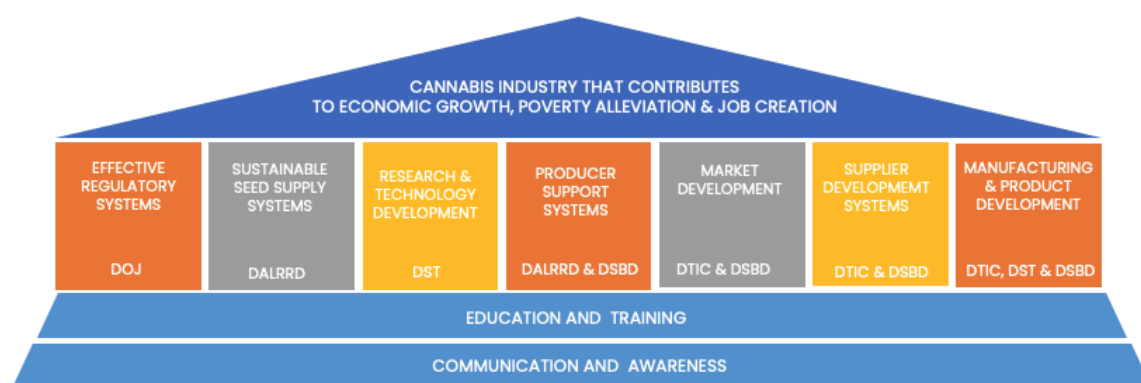 CANNABIS INDUSTRY THAT CONTRIBUTES
TO ECONOMIC GROWTH, POVERTY ALLEVIATION & JOB CREATION
EFFECTIVE
REGULATORY
SYSTEMS
DOJ
SUSTAINABLE
SEED SUPPLY
SYSTEMS
DALRRD
RESEARCH &
TECHNOLOGY
DEVELOPMENT
DST
PRODUCER
SUPPORT
SYSTEMS
DALRRD & DSBD
MARKET
DEVELOPMENT
DTIC & DSBD
SUPPLIER
DEVELOPMEMT
SYSTEMS
DTIC & DSBD
MANUFACTURING
& PRODUCT
DEVELOPMENT
DTIC, DST & DSBD
EDUCATION AND TRAINING
COMMUNICATION AND AWARENESS